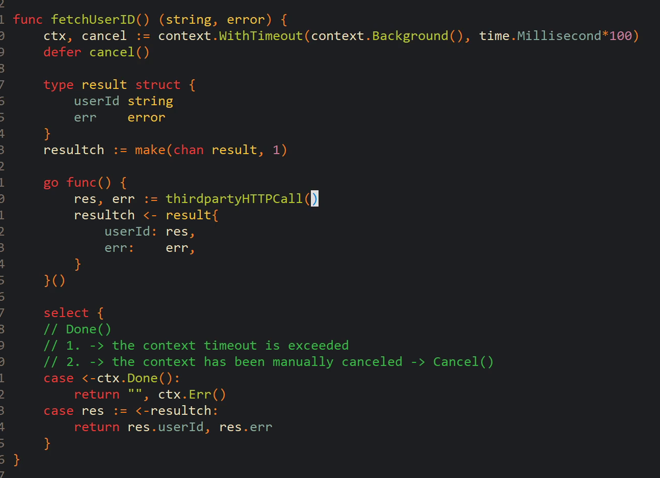 2
1 func fetchUserID() (string, error) {
0     ctx, cancel := context.WithTimeout(context.Background(), time.Millisecond*100)
9     defer cancel()
8
7     type result struct {
6         userId string
5         err    error
4     }
3     resultch := make(chan result, 1)
2
1     go func() {
0         res, err := thirdpartyHTTPCall()
1         resultch <- result{
2             userId: res,
3             err:    err,
4         }
5     }()
6
7     select {
8     // Done()
9     // 1. -> the context timeout is exceeded
0     // 2. -> the context has been manually canceled -> Cancel()
1     case <-ctx.Done():
2         return "", ctx.Err()
3     case res := <-resultch:
4         return res.userId, res.err
5     }
6 }
7